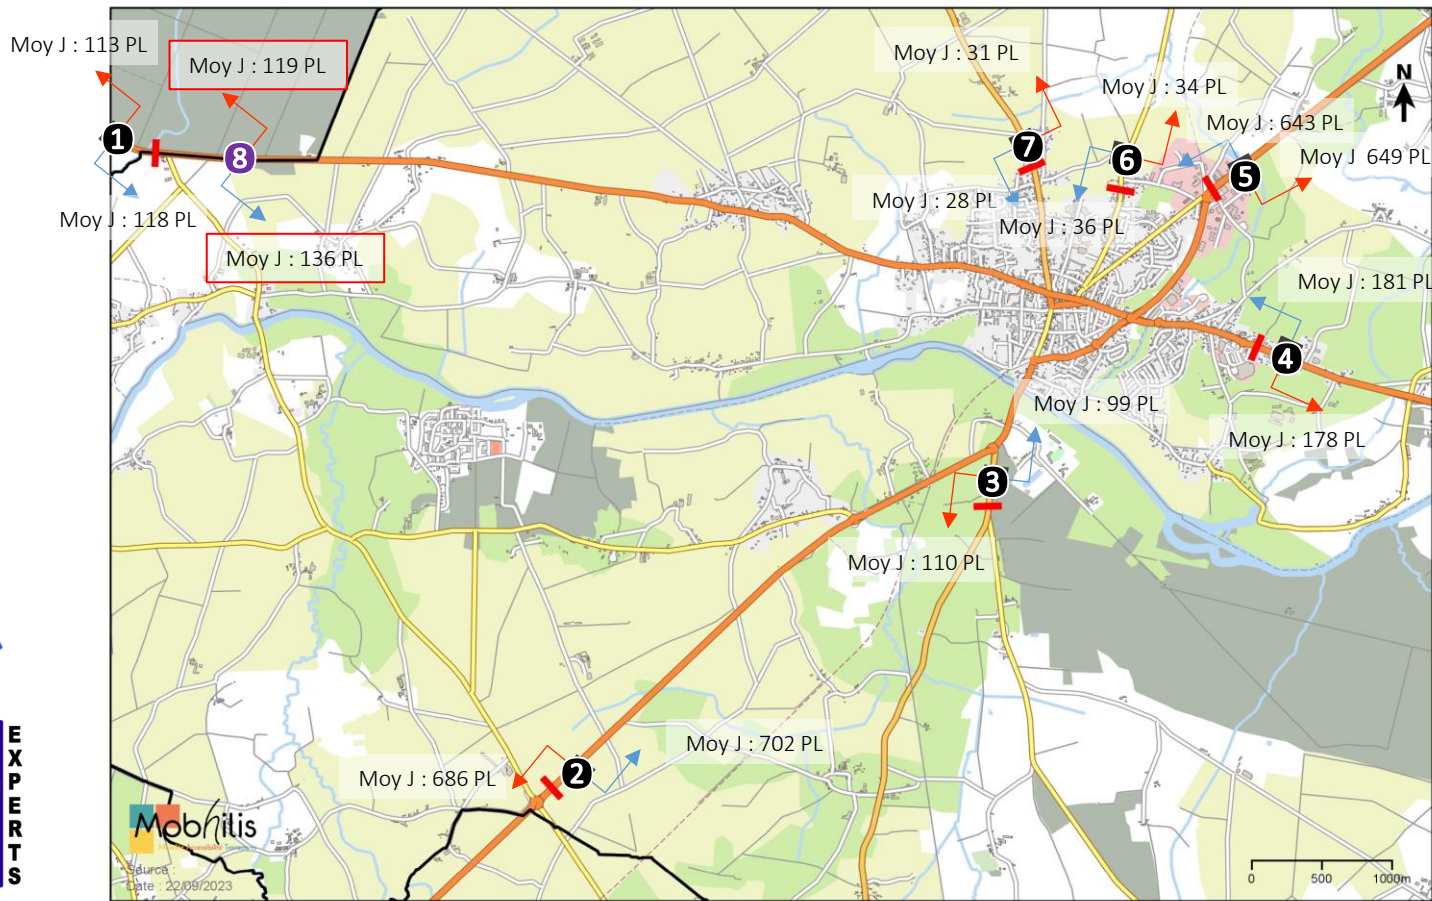 Moy J : 113 PL
Moy J : 119 PL
1
8
Moy J : 118 PL
Moy J : 136 PL
Moy J : 31 PL
Moy J : 34 PL
N
7
6
Moy J : 643 PL
5
Moy J 649 PL
Moy J : 28 PL
Moy J : 36 PL
Moy J : 181 PL
4
Moy J : 99 PL
Moy J : 178 PL
3
Moy J : 110 PL
Moy J : 702 PL
2
Moy J : 686 PL
Mobhilis
Source :
Date : 22/09/2023
0 500 1000m
EXPERTS